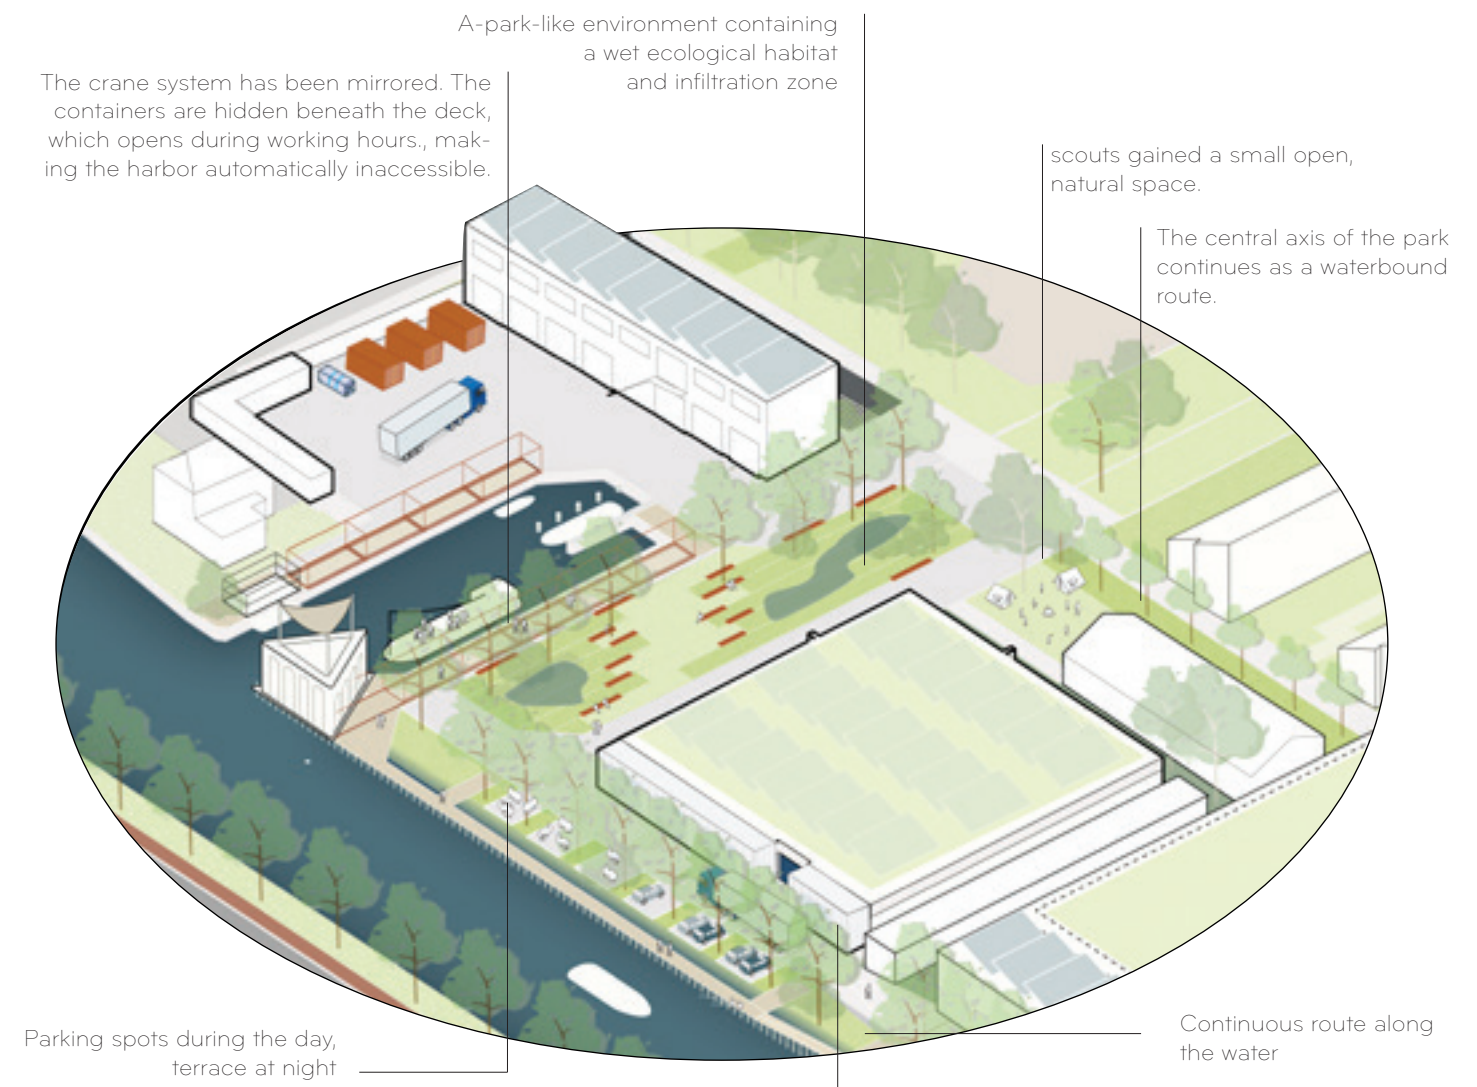 A-park-like environment containing
a wet ecological habitat
and infiltration zone
The crane system has been mirrored. The
containers are hidden beneath the deck,
which opens during working hours., mak-
ing the harbor automatically inaccessible.
scouts gained a small open,
natural space.
The central axis of the park
continues as a waterbound
route.
Parking spots during the day,
terrace at night
Continuous route along
the water